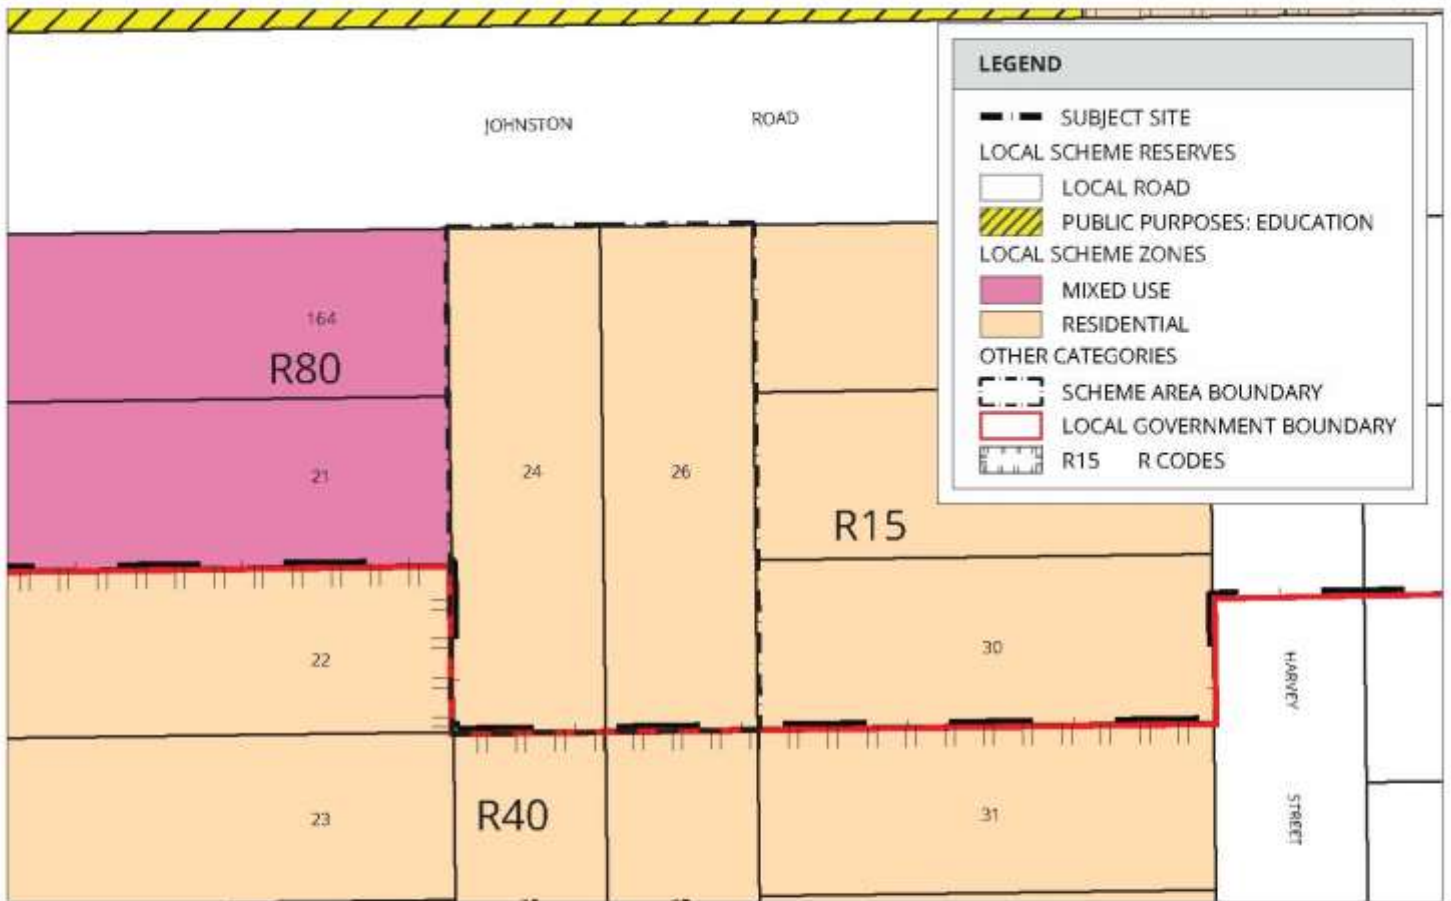 JOHNSTON ROAD
LEGEND
SUBJECT SITE
LOCAL SCHEME RESERVES
LOCAL ROAD
PUBLIC PURPOSES: EDUCATION
LOCAL SCHEME ZONES
MIXED USE
RESIDENTIAL
OTHER CATEGORIES
SCHEME AREA BOUNDARY
LOCAL GOVERNMENT BOUNDARY
R15 R CODES
164
R80
21
24
26
R15
22
30
HARVEY
STREET
23
R40
31